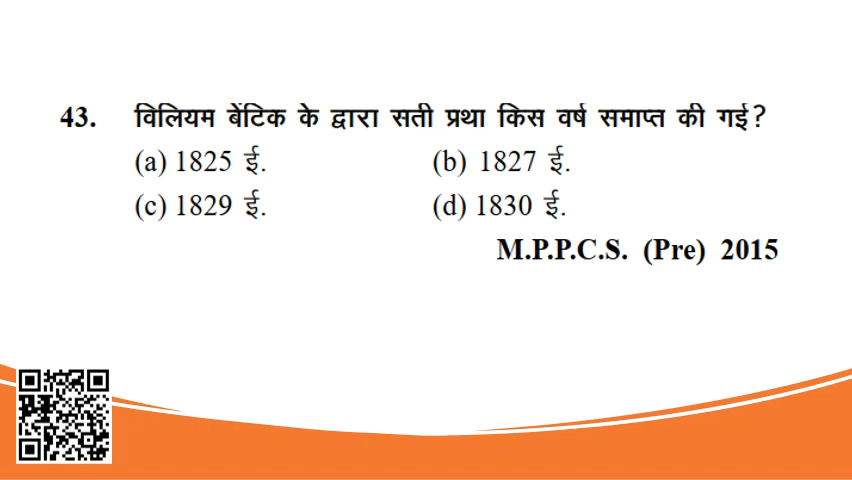 43. विलियम बेंटिक के द्वारा सती प्रथा किस वर्ष समाप्त की गई?
(a) 1825 ई. (b) 1827 ई.
(c) 1829 ई. (d) 1830 ई.
M.P.P.C.S. (Pre) 2015